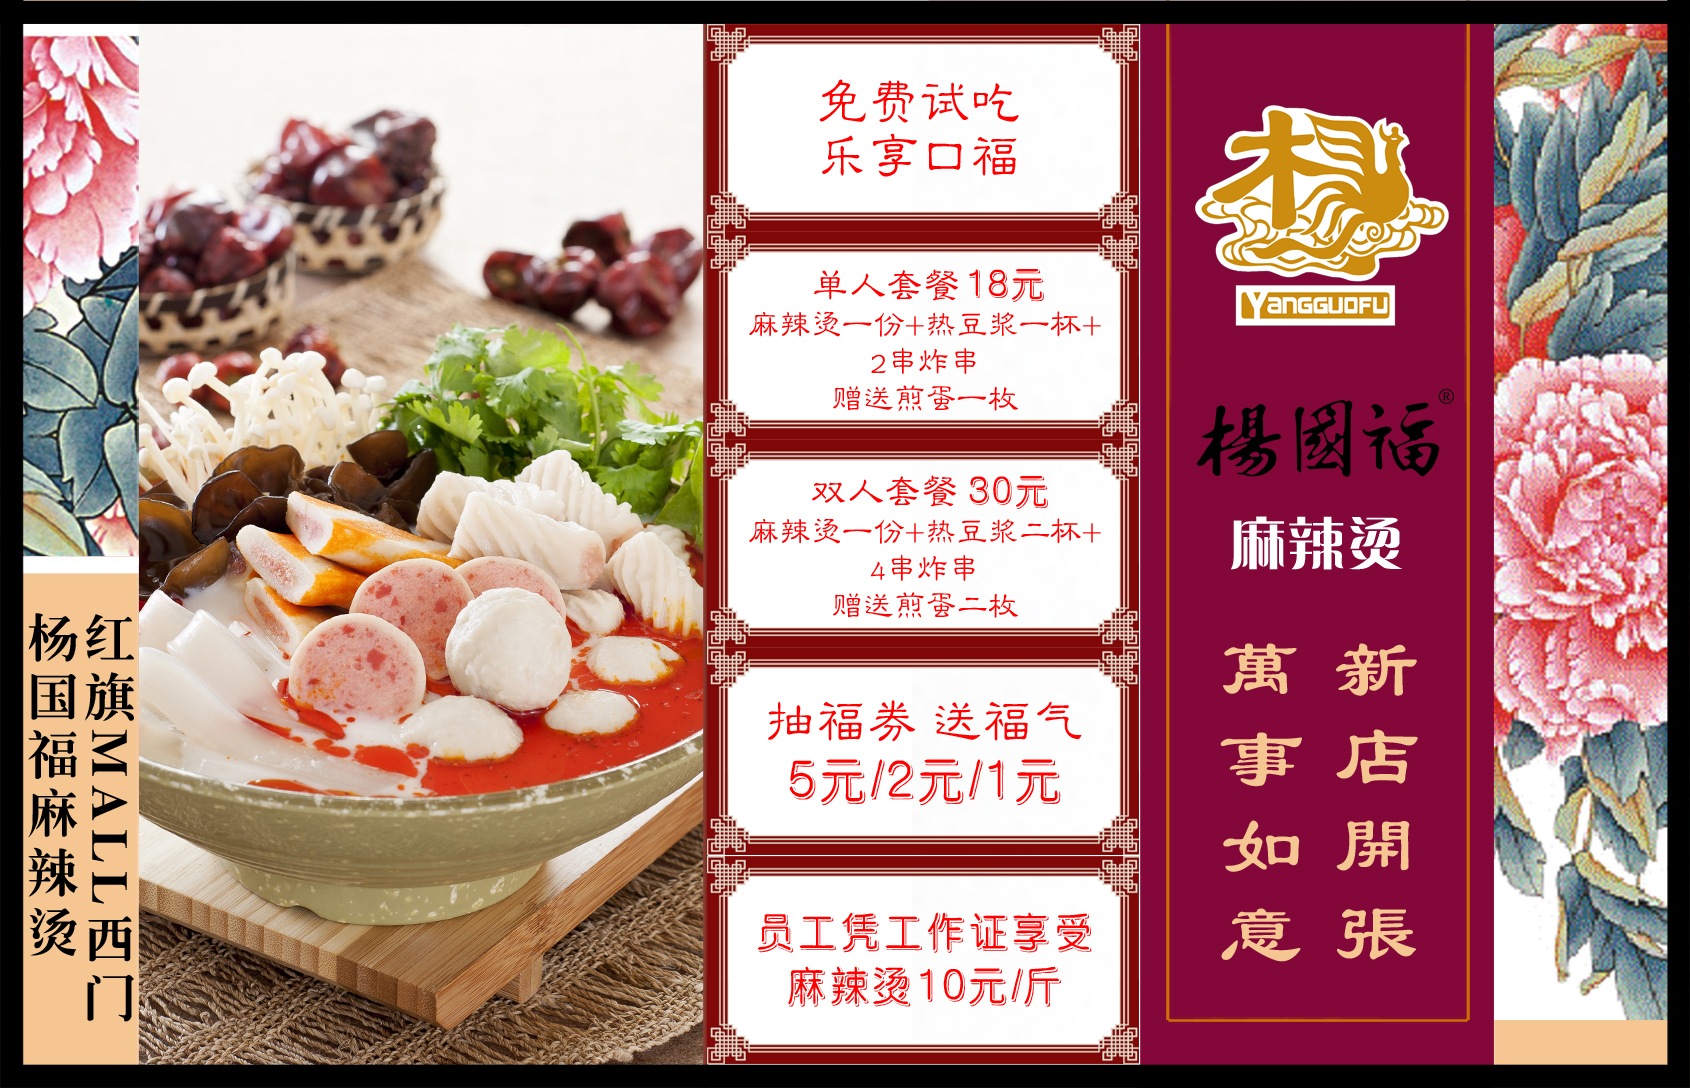 红旗MALL西门
杨国福麻辣烫
免费试吃
乐享口福
单人套餐 18元
麻辣烫一份+热豆浆一杯+
2串炸串
赠送煎蛋一枚
双人套餐 30元
麻辣烫一份+热豆浆二杯+
4串炸串
赠送煎蛋二枚
抽福券 送福气
5元/2元/1元
员工凭工作证享受
麻辣烫10元/斤
YANGGUOFU
楊國福®
麻辣烫
新店開張
萬事如意